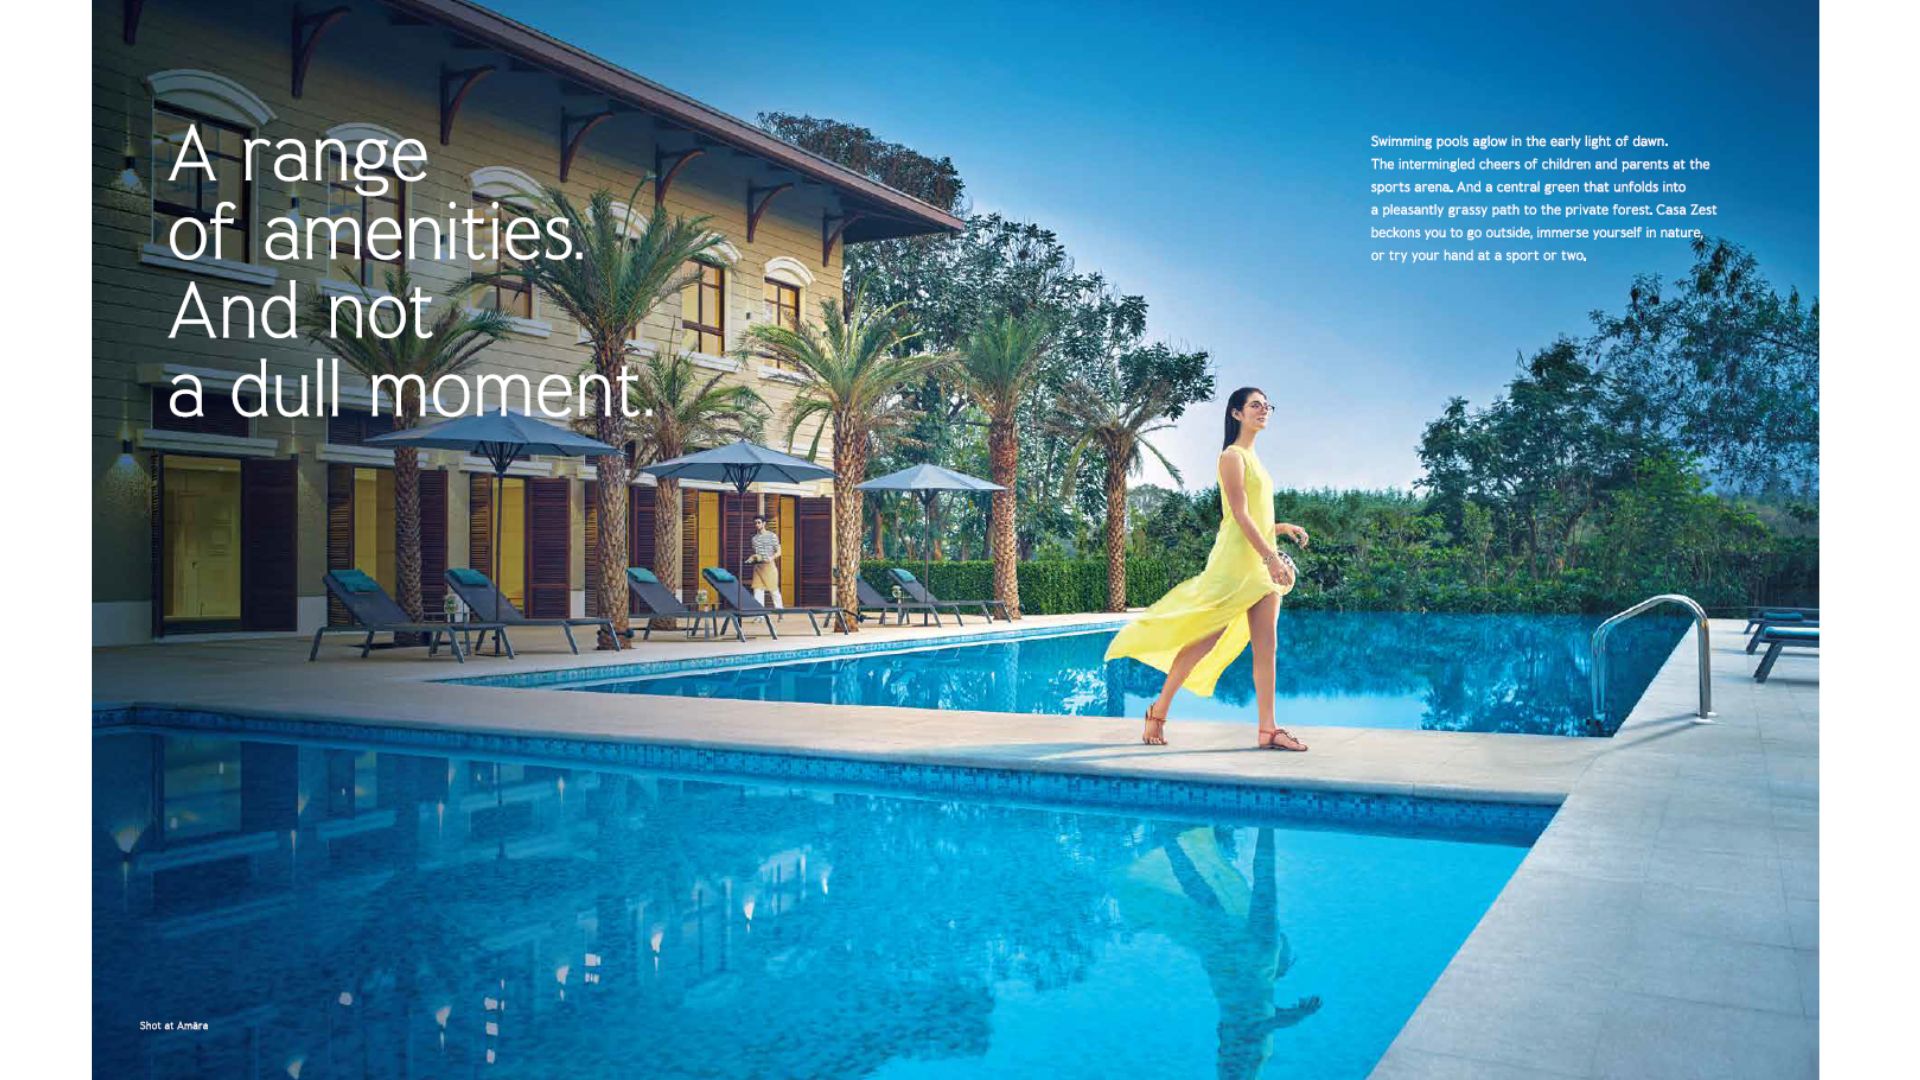 A range
of amenities.
And not
a dull moment.
Swimming pools aglow in the early light of dawn.
The intermingled cheers of children and parents at the
sports arena. And a central green that unfolds into
a pleasantly grassy path to the private forest. Casa Zest
beckons you to go outside, immerse yourself in nature,
or try your hand at a sport or two.
Shot at Amāra